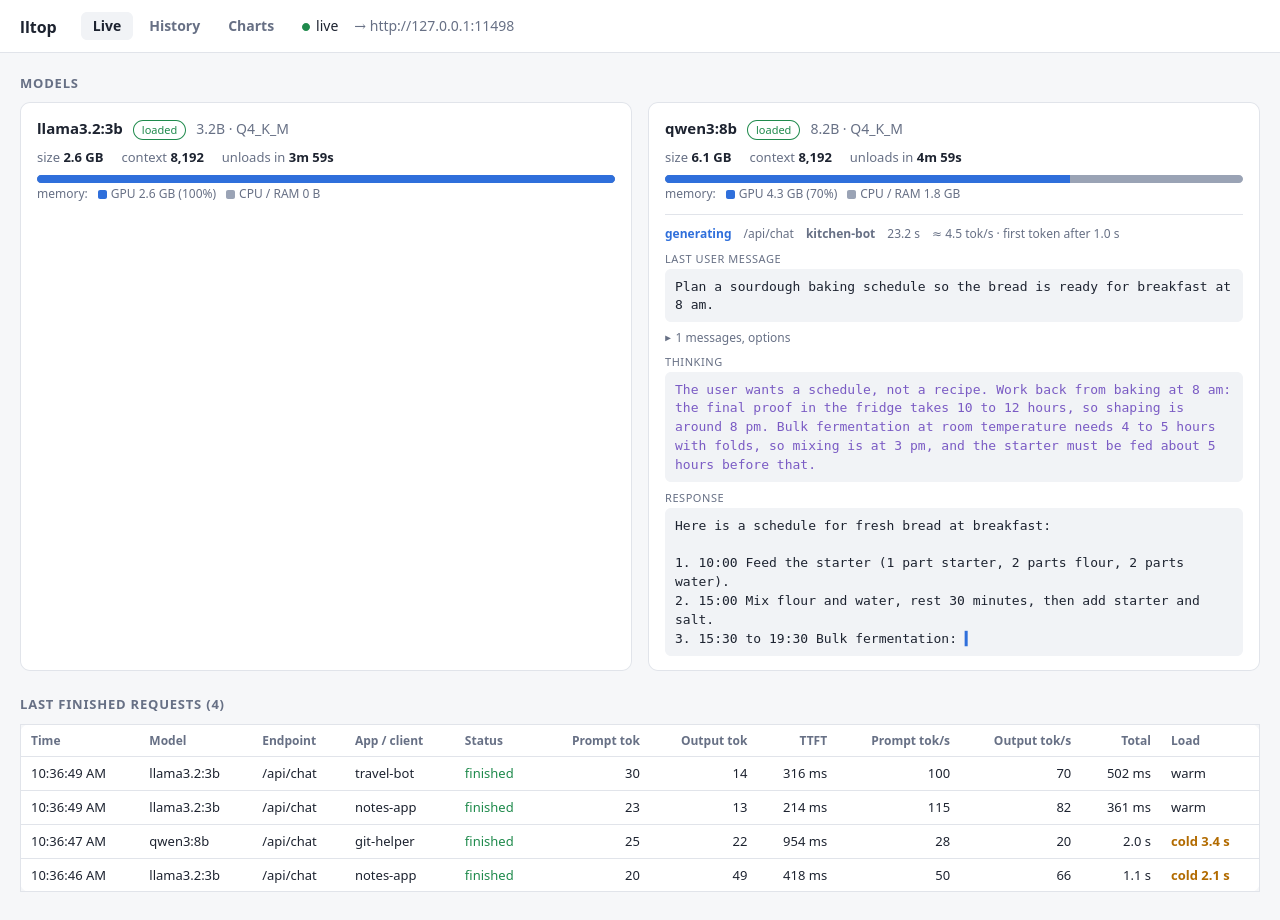 lltop Live History Charts ● live → http://127.0.0.1:11498
MODELS
llama3.2:3b loaded 3.2B · Q4_K_M
size 2.6 GB context 8,192 unloads in 3m 59s
memory: GPU 2.6 GB (100%) CPU / RAM 0 B
qwen3:8b loaded 8.2B · Q4_K_M
size 6.1 GB context 8,192 unloads in 4m 59s
memory: GPU 4.3 GB (70%) CPU / RAM 1.8 GB
generating /api/chat kitchen-bot 23.2 s ≈ 4.5 tok/s · first token after 1.0 s
LAST USER MESSAGE
Plan a sourdough baking schedule so the bread is ready for breakfast at
8 am.
▸ 1 messages, options
THINKING
The user wants a schedule, not a recipe. Work back from baking at 8 am:
the final proof in the fridge takes 10 to 12 hours, so shaping is
around 8 pm. Bulk fermentation at room temperature needs 4 to 5 hours
with folds, so mixing is at 3 pm, and the starter must be fed about 5
hours before that.
RESPONSE
Here is a schedule for fresh bread at breakfast:
1. 10:00 Feed the starter (1 part starter, 2 parts flour, 2 parts
water).
2. 15:00 Mix flour and water, rest 30 minutes, then add starter and
salt.
3. 15:30 to 19:30 Bulk fermentation:
LAST FINISHED REQUESTS (4)
Time Model Endpoint App / client Status Prompt tok Output tok TTFT Prompt tok/s Output tok/s Total Load
10:36:49 AM llama3.2:3b /api/chat travel-bot finished 30 14 316 ms 100 70 502 ms warm
10:36:49 AM llama3.2:3b /api/chat notes-app finished 23 13 214 ms 115 82 361 ms warm
10:36:47 AM qwen3:8b /api/chat git-helper finished 25 22 954 ms 28 20 2.0 s cold 3.4 s
10:36:46 AM llama3.2:3b /api/chat notes-app finished 20 49 418 ms 50 66 1.1 s cold 2.1 s